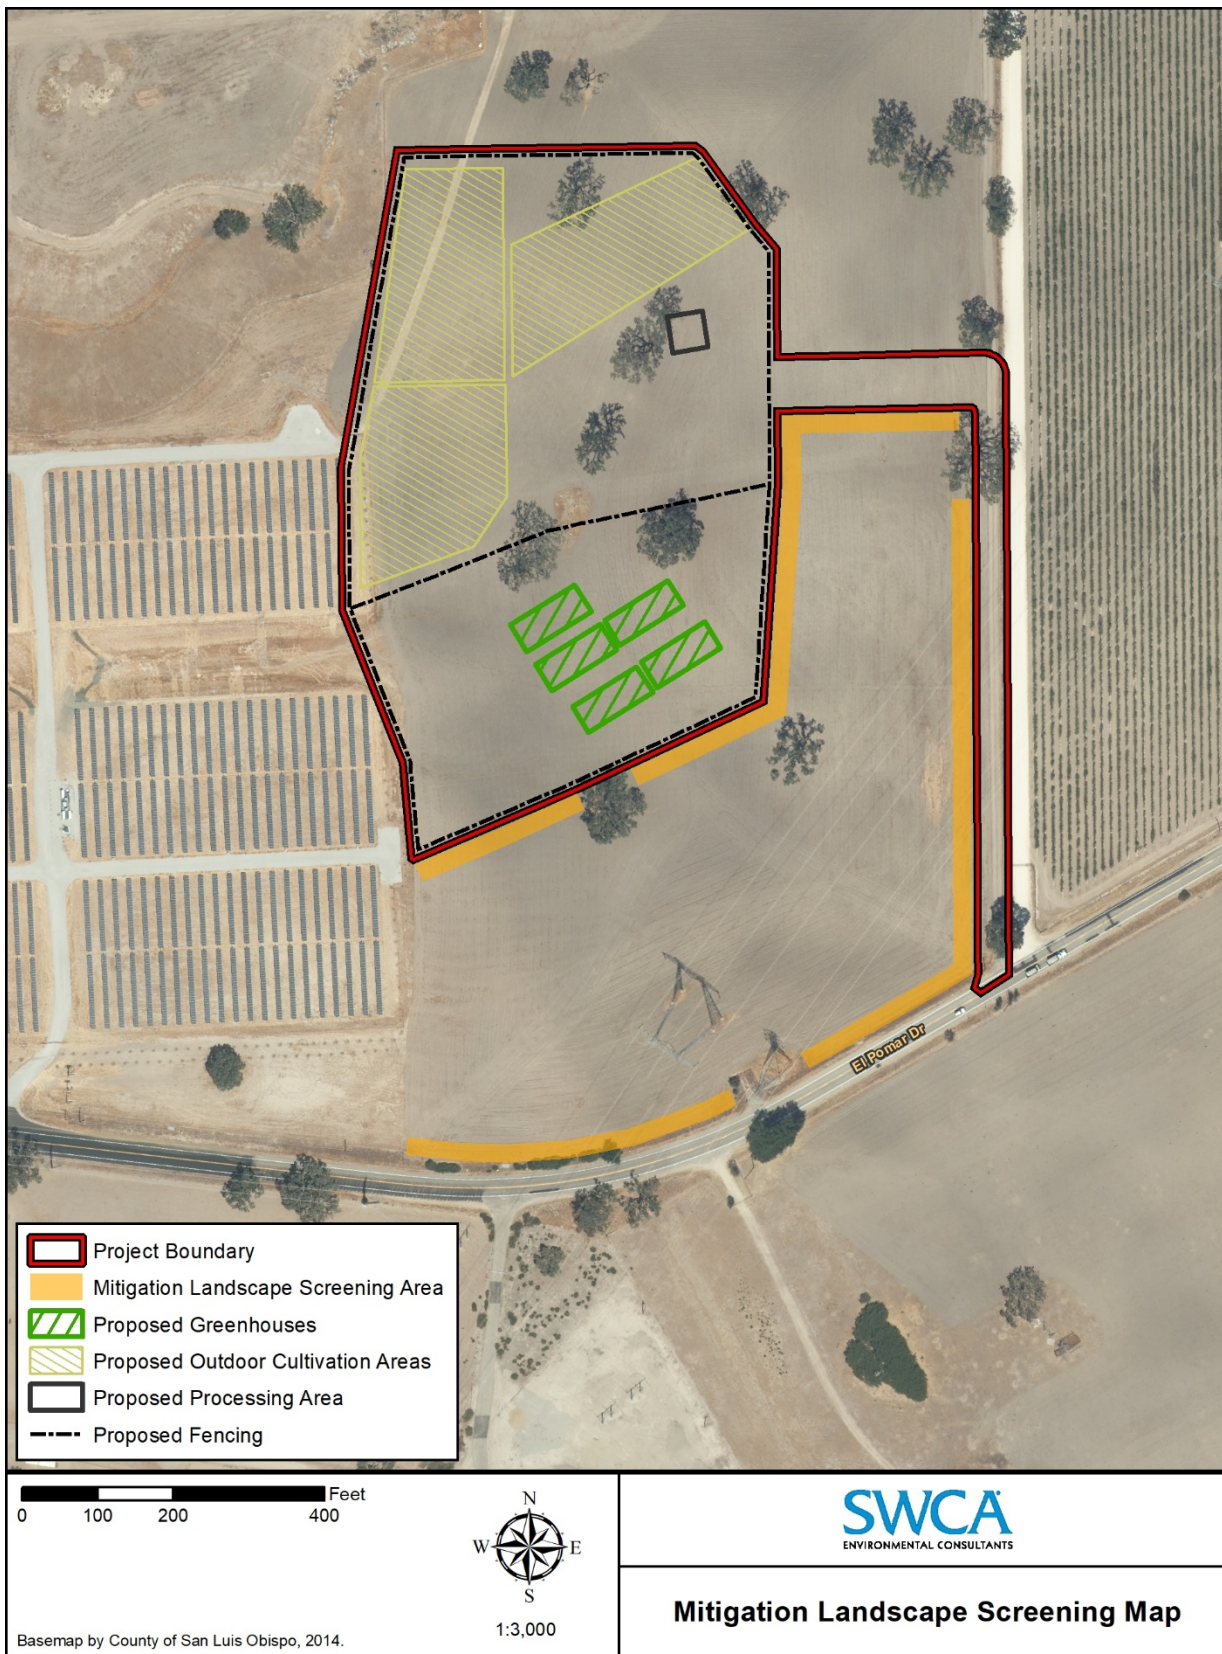 El Pomar Dr
Project Boundary
Mitigation Landscape Screening Area
Proposed Greenhouses
Proposed Outdoor Cultivation Areas
Proposed Processing Area
Proposed Fencing
Feet
0 100 200 400
N
W E
S
1:3,000
Basemap by County of San Luis Obispo, 2014.
SWCA
ENVIRONMENTAL CONSULTANTS
Mitigation Landscape Screening Map